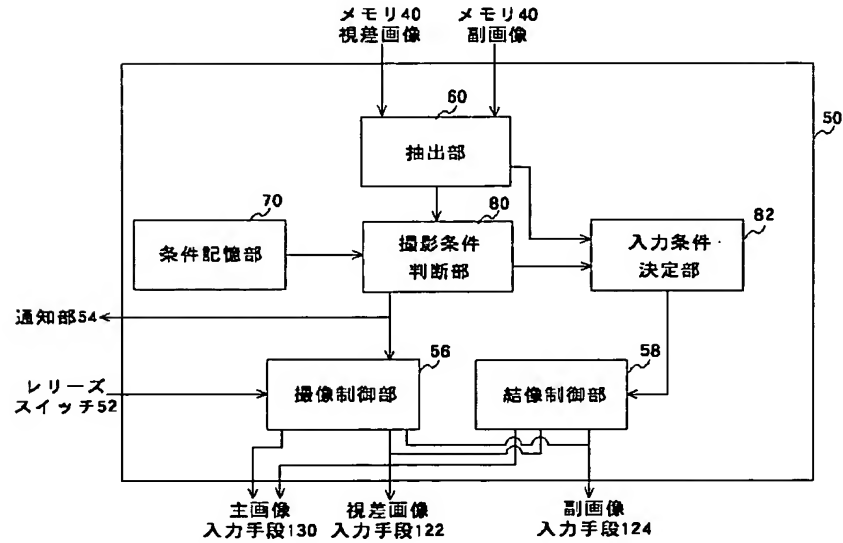 メモリ40
視差画像
メモリ40
副画像
60
抽出部
50
70
条件記憶部
80
撮影条件
判断部
82
入力条件
決定部
通知部54
56
撮像制御部
58
結像制御部
レリーズ
スイッチ52
主画像
入力手段130
視差画像
入力手段122
副画像
入力手段124